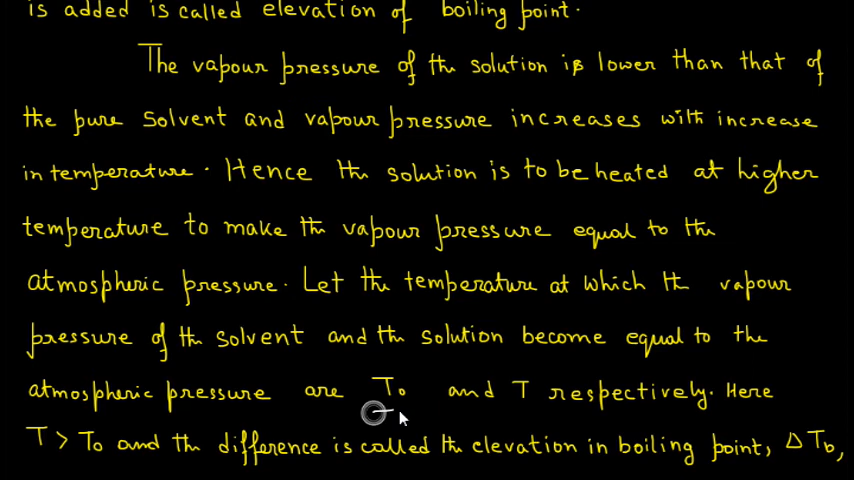 is added is called elevation of boiling point.
The vapour pressure of the solution is lower than that of
the pure solvent and vapour pressure increases with increase
in temperature. Hence the solution is to be heated at higher
temperature to make the vapour pressure equal to the
atmospheric pressure. Let the temperature at which the vapour
pressure of the solvent and the solution become equal to the
atmospheric pressure are T₀ and T respectively. Here
T > T₀ and the difference is called the elevation in boiling point, ΔTb,